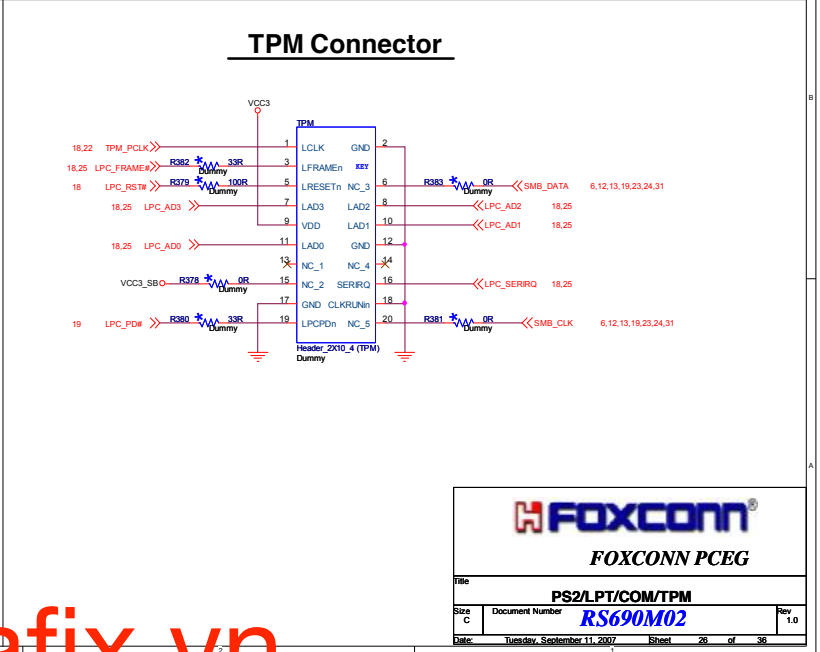 TPM Connector
B
VCC3
TPM
18,22 TPM_PCLK 1 LCLK GND 2
18,25 LPC_FRAME# R382 * 33R Dummy 3 LFRAMEn KEY
18 LPC_RST# R379 * 100R Dummy 5 LRESETn NC_3 6 R383 * 0R Dummy SMB_DATA 6,12,13,19,23,24,31
18,25 LPC_AD3 7 LAD3 LAD2 8 LPC_AD2 18,25
9 VDD LAD1 10 LPC_AD1 18,25
18,25 LPC_AD0 11 LAD0 GND 12
13 NC_1 NC_4 14
VCC3_SB R378 * 0R Dummy 15 NC_2 SERIRQ 16 LPC_SERIRQ 18,25
17 GND CLKRUNin 18
19 LPC_PD# R380 * 33R Dummy 19 LPCPDn NC_5 20 R381 * 0R Dummy SMB_CLK 6,12,13,19,23,24,31
Header_2X10_4 (TPM)
Dummy
A
FOXCONN®
FOXCONN PCEG
Title
PS2/LPT/COM/TPM
Size Document Number Rev
C RS690M02 1.0
Date: Tuesday, September 11, 2007 Sheet 26 of 36
afix.vn
2 1